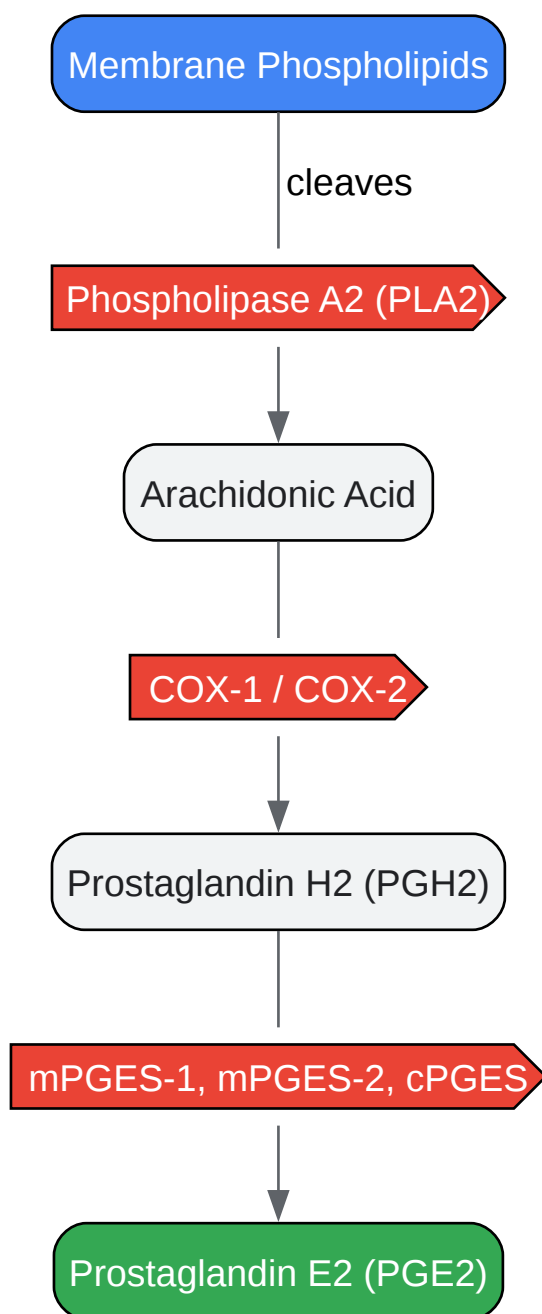 Membrane Phospholipids
cleaves
Phospholipase A2 (PLA2)
Arachidonic Acid
COX-1 / COX-2
Prostaglandin H2 (PGH2)
mPGES-1, mPGES-2, cPGES
Prostaglandin E2 (PGE2)